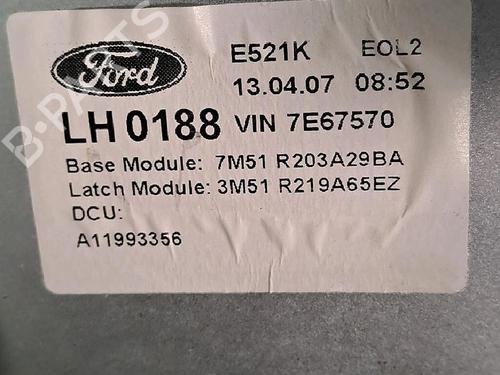 Ford
E521K EOL2
13.04.07 08:52
LH 0188 VIN 7E67570
Base Module: 7M51 R203A29BA
Latch Module: 3M51 R219A65EZ
DCU:
A11993356
B-PARTS